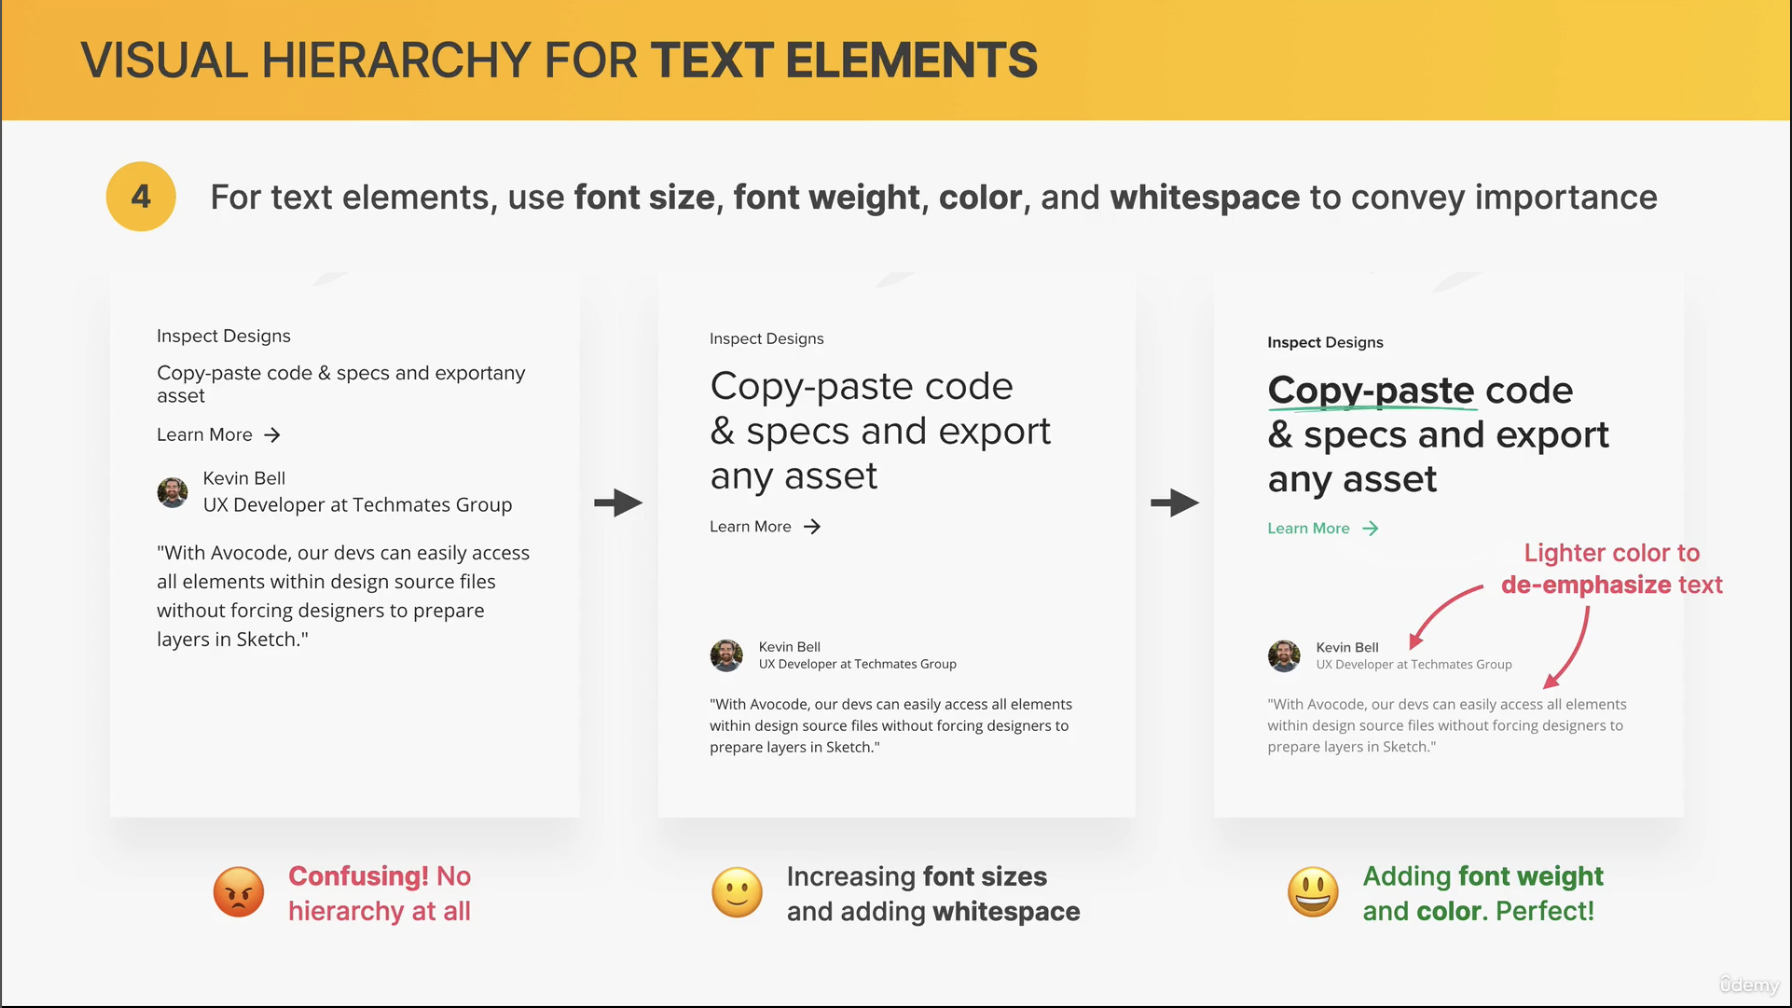 VISUAL HIERARCHY FOR TEXT ELEMENTS
4
For text elements, use font size, font weight, color, and whitespace to convey importance
Inspect Designs
Copy-paste code & specs and exportany
asset
Learn More →
Kevin Bell
UX Developer at Techmates Group
"With Avocode, our devs can easily access
all elements within design source files
without forcing designers to prepare
layers in Sketch."
Confusing! No
hierarchy at all
Inspect Designs
Copy-paste code
& specs and export
any asset
Learn More →
Kevin Bell
UX Developer at Techmates Group
"With Avocode, our devs can easily access all elements
within design source files without forcing designers to
prepare layers in Sketch."
Increasing font sizes
and adding whitespace
Inspect Designs
Copy-paste code
& specs and export
any asset
Learn More →
Lighter color to
de-emphasize text
Kevin Bell
UX Developer at Techmates Group
"With Avocode, our devs can easily access all elements
within design source files without forcing designers to
prepare layers in Sketch."
Adding font weight
and color. Perfect!
ûdemy